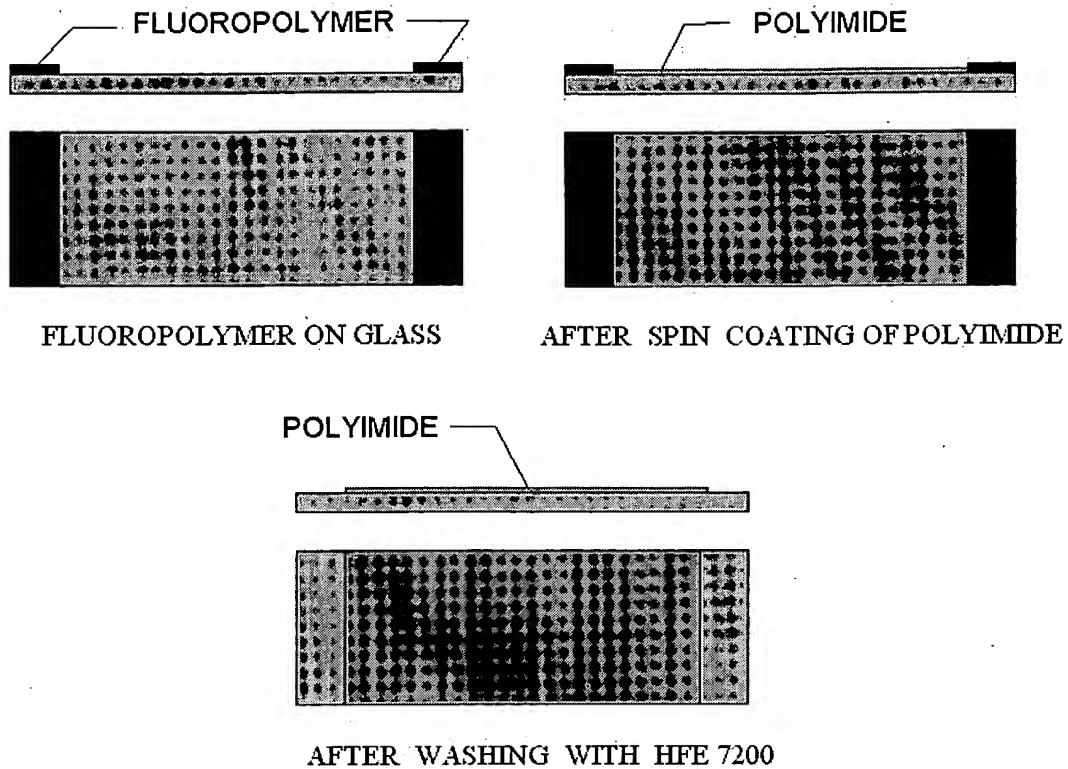 FLUOROPOLYMER
POLYIMIDE
FLUOROPOLYMER ON GLASS
AFTER SPIN COATING OF POLYIMIDE
POLYIMIDE
AFTER WASHING WITH HFE 7200